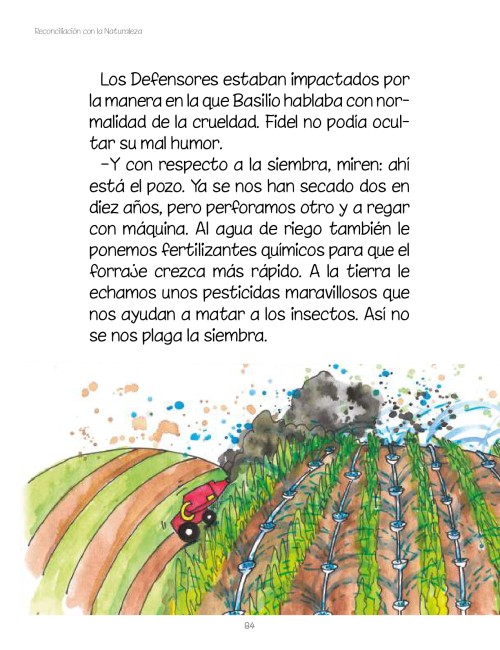 Reconciliación con la Naturaleza
Los Defensores estaban impactados por
la manera en la que Basilio hablaba con nor-
malidad de la crueldad. Fidel no podía ocul-
tar su mal humor.
-Y con respecto a la siembra, miren: ahí
está el pozo. Ya se nos han secado dos en
diez años, pero perforamos otro y a regar
con máquina. Al agua de riego también le
ponemos fertilizantes químicos para que el
forraje crezca más rápido. A la tierra le
echamos unos pesticidas maravillosos que
nos ayudan a matar a los insectos. Así no
se nos plaga la siembra.
84